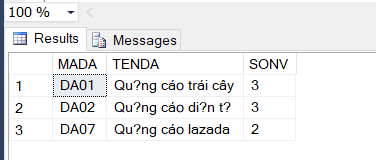 100 %
Results Messages
MADA TENDA SONV
1 DA01 Qu?ng cáo trái cây 3
2 DA02 Qu?ng cáo di?n t? 3
3 DA07 Qu?ng cáo lazada 2